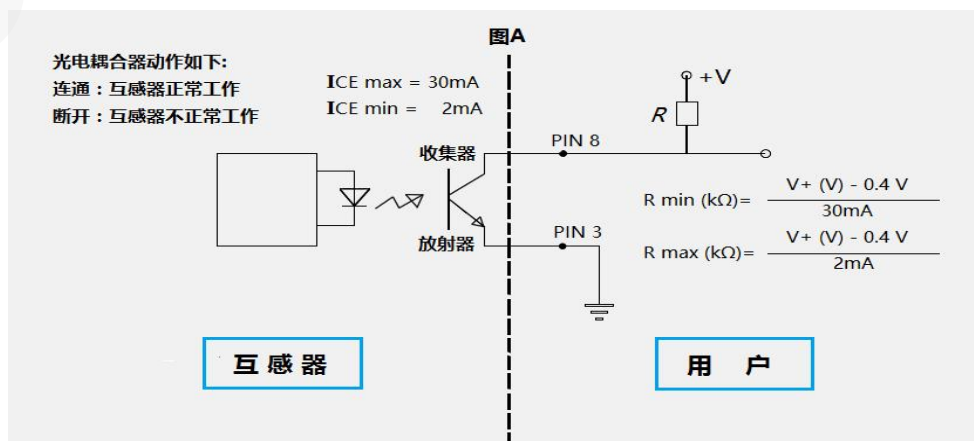 图A
光电耦合器动作如下:
连通：互感器正常工作
断开：互感器不正常工作
ICE max = 30mA
ICE min = 2mA
+V
R
PIN 8
收集器
放射器
PIN 3
R min (kΩ)= V+ (V) - 0.4 V
30mA
R max (kΩ)= V+ (V) - 0.4 V
2mA
互感器
用 户